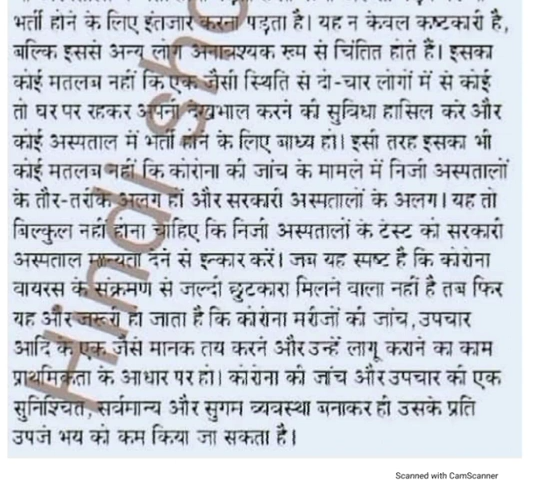 भर्ती होने के लिए इंतजार करना पड़ता है। यह न केवल कष्टकारी है,
बल्कि इससे अन्य लोग अनावश्यक रूप से चिंतित होते हैं। इसका
कोई मतलब नहीं कि एक जैसी स्थिति से दो-चार लोगों में से कोई
तो घर पर रहकर अपनी देखभाल करने की सुविधा हासिल करे और
कोई अस्पताल में भर्ती होने के लिए बाध्य हो। इसी तरह इसका भी
कोई मतलब नहीं कि कोरोना की जांच के मामले में निजी अस्पतालों
के तौर-तरीके अलग हों और सरकारी अस्पतालों के अलग। यह तो
बिल्कुल नहीं होना चाहिए कि निजी अस्पतालों के टेस्ट को सरकारी
अस्पताल मान्यता देने से इन्कार करें। जब यह स्पष्ट है कि कोरोना
वायरस के संक्रमण से जल्दी छुटकारा मिलने वाला नहीं है तब फिर
यह और जरूरी हो जाता है कि कोरोना मरीजों की जांच, उपचार
आदि के एक जैसे मानक तय करने और उन्हें लागू कराने का काम
प्राथमिकता के आधार पर हो। कोरोना की जांच और उपचार की एक
सुनिश्चित, सर्वमान्य और सुगम व्यवस्था बनाकर ही उसके प्रति
उपजे भय को कम किया जा सकता है।
Scanned with CamScanner